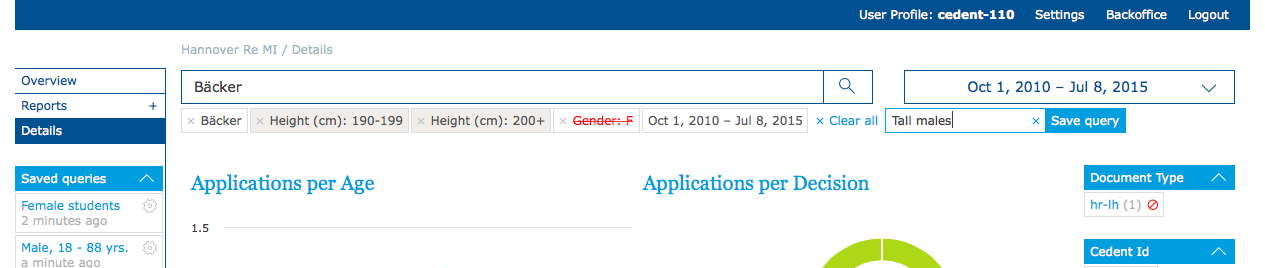 User Profile: cedent-110 Settings Backoffice Logout
Hannover Re MI / Details
Overview
Reports +
Details
Bäcker
Oct 1, 2010 – Jul 8, 2015
× Bäcker × Height (cm): 190-199 × Height (cm): 200+ × Gender: F Oct 1, 2010 – Jul 8, 2015 × Clear all Tall males × Save query
Saved queries
Female students
2 minutes ago
Male, 18 - 88 yrs.
a minute ago
Applications per Age
1.5
Applications per Decision
Document Type
hr-lh (1)
Cedent Id